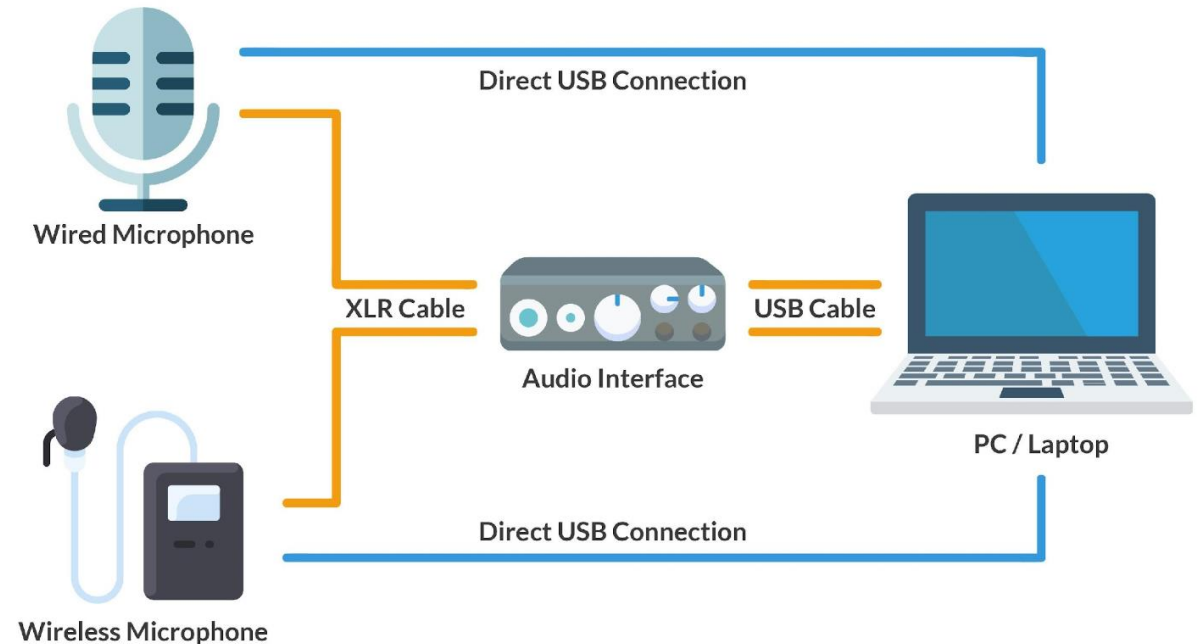 Direct USB Connection
Wired Microphone
XLR Cable
USB Cable
Audio Interface
PC / Laptop
Direct USB Connection
Wireless Microphone